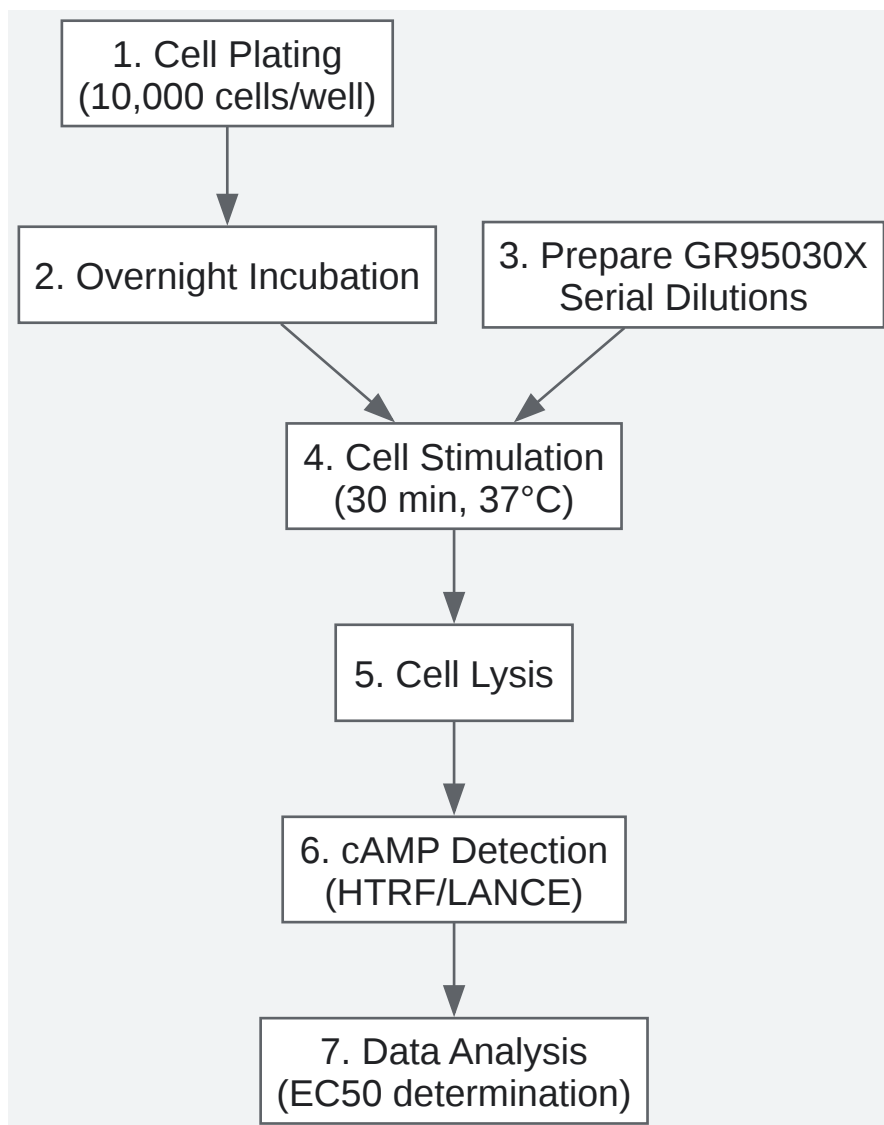 1. Cell Plating
(10,000 cells/well)
2. Overnight Incubation
3. Prepare GR95030X
Serial Dilutions
4. Cell Stimulation
(30 min, 37°C)
5. Cell Lysis
6. cAMP Detection
(HTRF/LANCE)
7. Data Analysis
(EC50 determination)